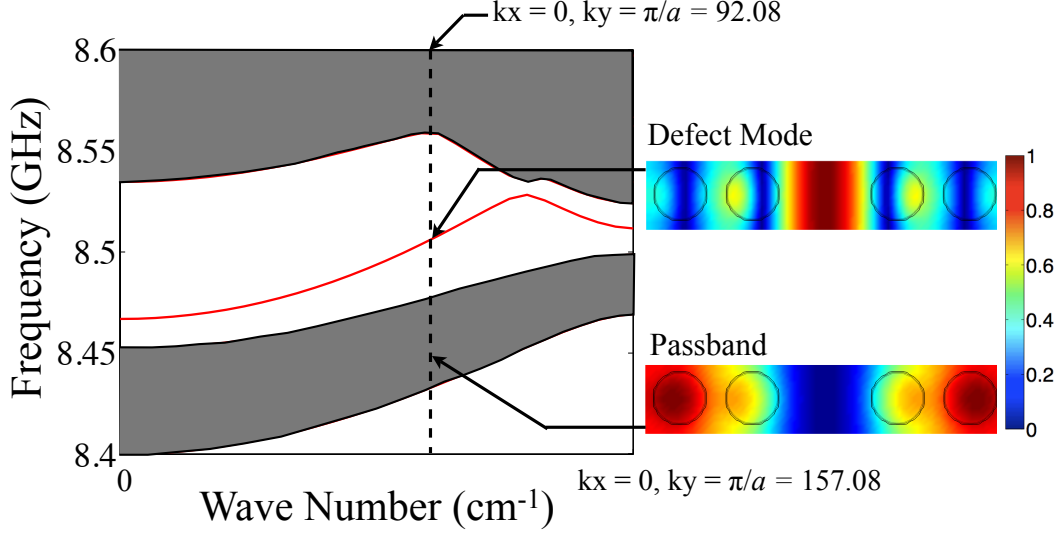 kx = 0, ky = π/a = 92.08
8.6
8.55
8.5
8.45
8.4
Frequency (GHz)
0
Wave Number (cm-1)
kx = 0, ky = π/a = 157.08
Defect Mode
Passband
1
0.8
0.6
0.4
0.2
0